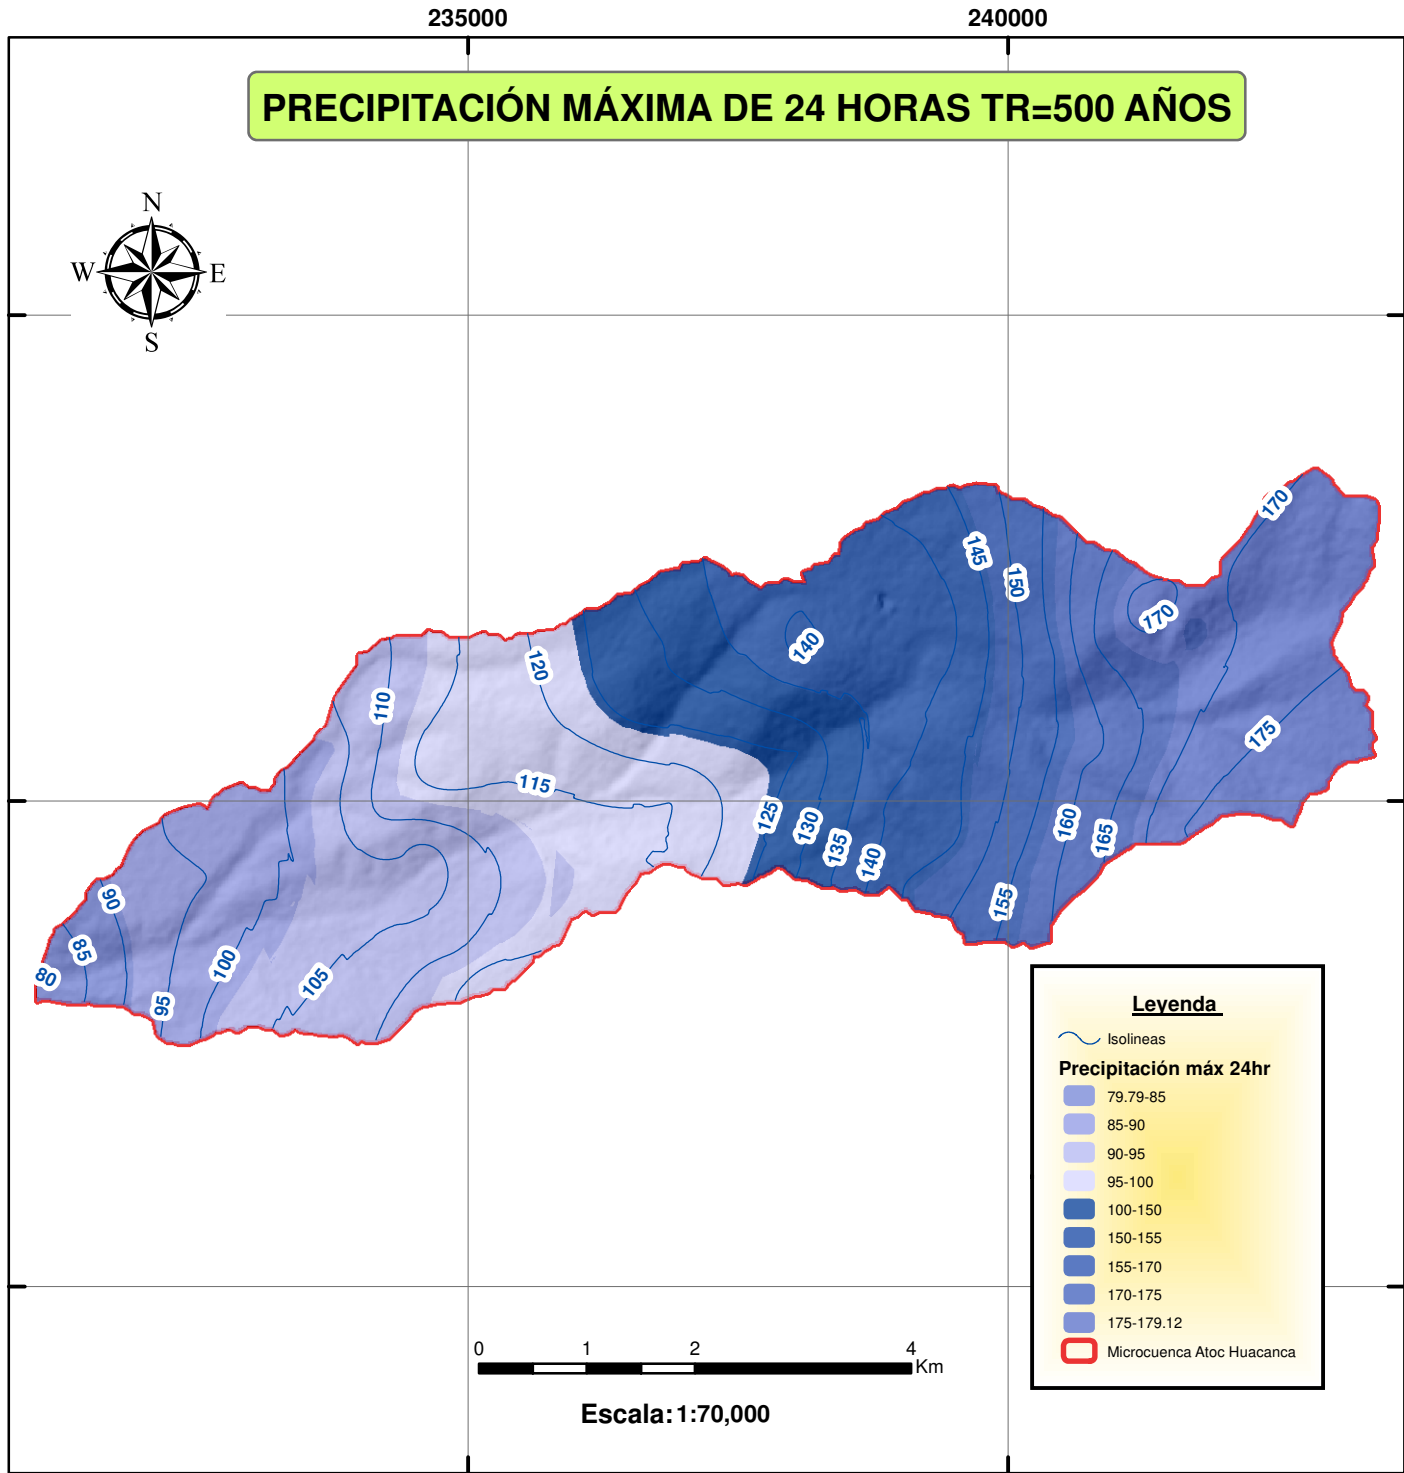 235000 240000
PRECIPITACIÓN MÁXIMA DE 24 HORAS TR=500 AÑOS
N
W E
S
170
145
150
170
140
120
110
175
115
125
130
135
140
160
165
90
155
85
80
100
105
95
Leyenda
Isolineas
Precipitación máx 24hr
79.79-85
85-90
90-95
95-100
100-150
150-155
155-170
170-175
175-179.12
Microcuenca Atoc Huacanca
0 1 2 4
Km
Escala: 1:70,000